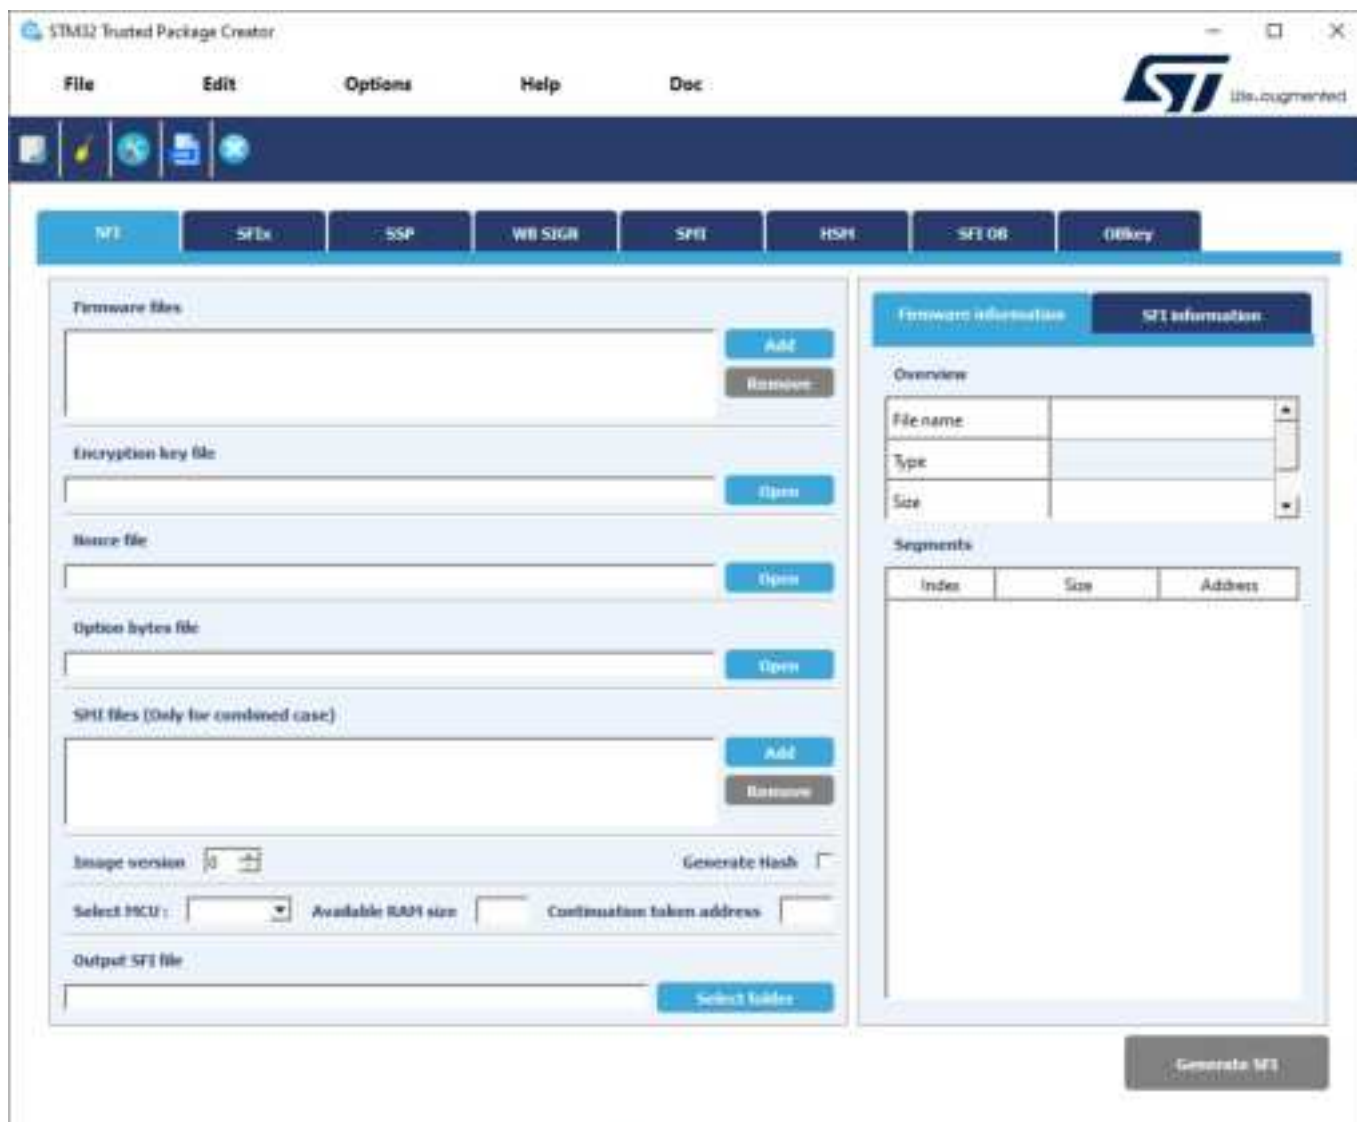 STM32 Trusted Package Creator
File Edit Options Help Doc
ST life.augmented
SFI SFIx SSP WB SIGN SMI HSM SFI OB OBkey
Firmware files
Add
Remove
Encryption key file
Open
Nonce file
Open
Option bytes file
Open
SMI files (Only for combined case)
Add
Remove
Image version 0 Generate Hash
Select MCU : Available RAM size Continuation token address
Output SFI file
Select folder
Firmware information SFI information
Overview
File name
Type
Size
Segments
Index Size Address
Generate SFI